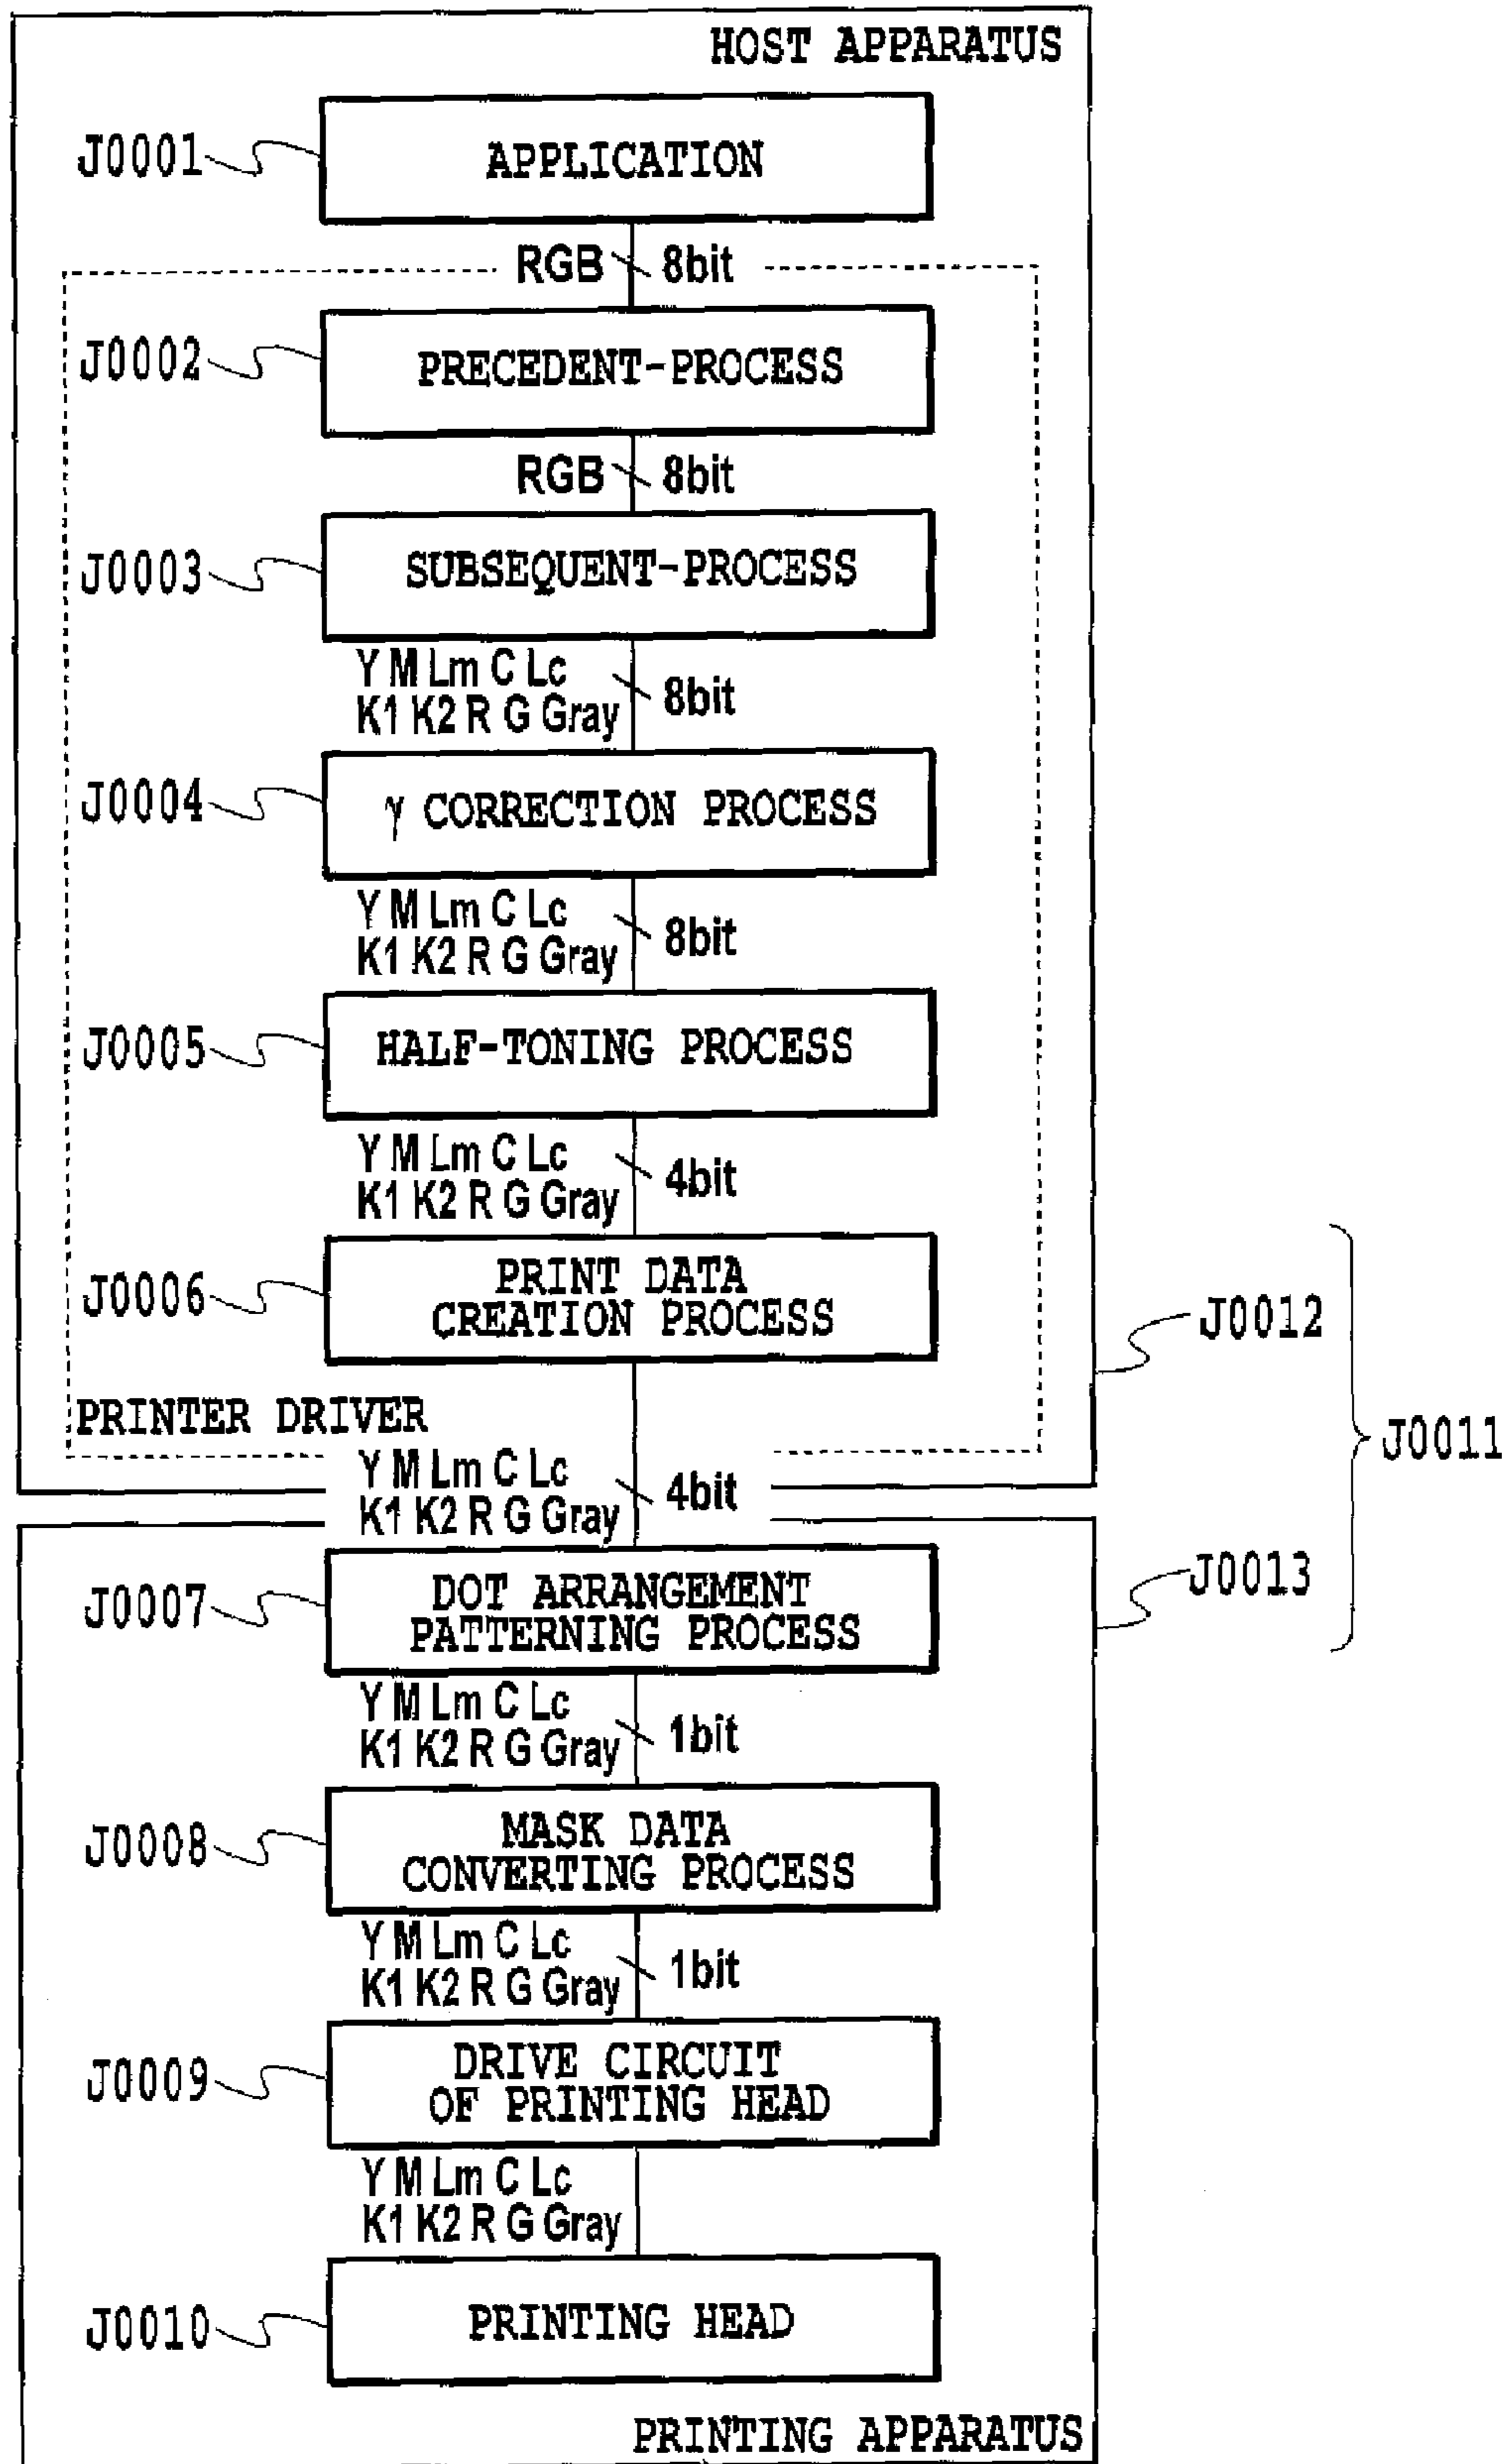 HOST APPARATUS
J0001
APPLICATION
RGB 8bit
J0002
PRECEDENT-PROCESS
RGB 8bit
J0003
SUBSEQUENT-PROCESS
Y M Lm C Lc
K1 K2 R G Gray
8bit
J0004
γ CORRECTION PROCESS
Y M Lm C Lc
K1 K2 R G Gray
8bit
J0005
HALF-TONING PROCESS
Y M Lm C Lc
K1 K2 R G Gray
4bit
J0006
PRINT DATA
CREATION PROCESS
J0012
PRINTER DRIVER
J0011
Y M Lm C Lc
K1 K2 R G Gray
4bit
J0007
DOT ARRANGEMENT
PATTERNING PROCESS
J0013
Y M Lm C Lc
K1 K2 R G Gray
1bit
J0008
MASK DATA
CONVERTING PROCESS
Y M Lm C Lc
K1 K2 R G Gray
1bit
J0009
DRIVE CIRCUIT
OF PRINTING HEAD
Y M Lm C Lc
K1 K2 R G Gray
J0010
PRINTING HEAD
PRINTING APPARATUS